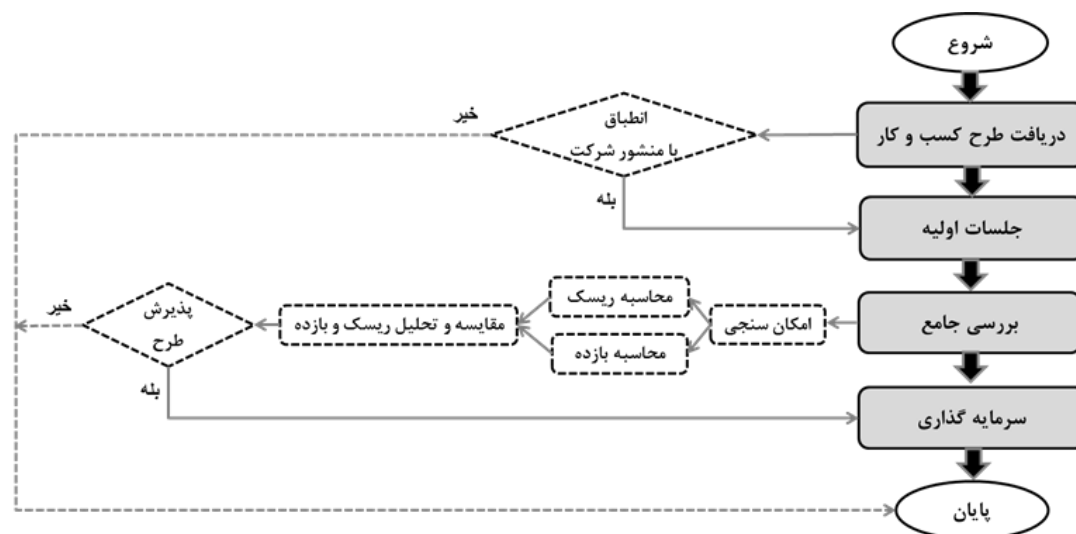 شروع
دریافت طرح کسب و کار
انطباق
با منشور شرکت
خیر
بله
جلسات اولیه
بررسی جامع
امکان سنجی
محاسبه ریسک
محاسبه بازده
مقایسه و تحلیل ریسک و بازده
پذیرش
طرح
خیر
بله
سرمایه گذاری
پایان